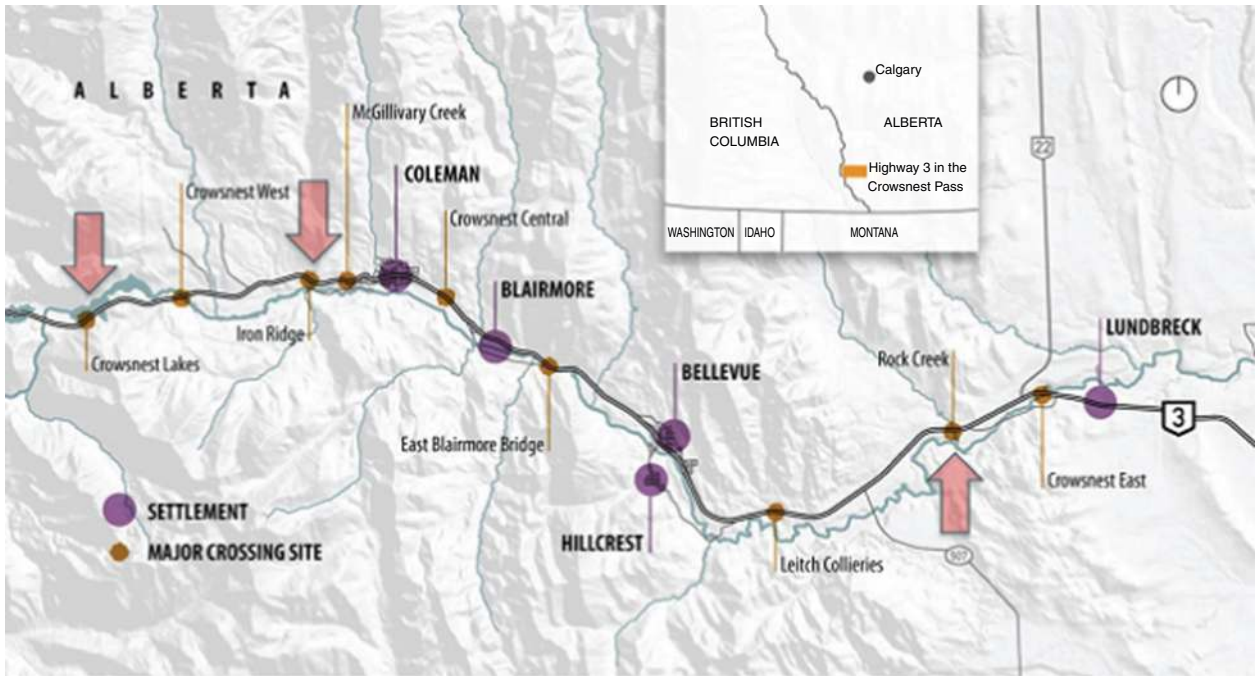 ALBERTA
McGillivary Creek
COLEMAN
Crowsnest West
Crowsnest Central
BLAIRMORE
Iron Ridge
Crowsnest Lakes
East Blairmore Bridge
BELLEVUE
HILLCREST
Leitch Collieries
Rock Creek
LUNDBRECK
Crowsnest East
22
3
507
SETTLEMENT
MAJOR CROSSING SITE
Calgary
BRITISH
COLUMBIA
ALBERTA
Highway 3 in the
Crowsnest Pass
WASHINGTON
IDAHO
MONTANA